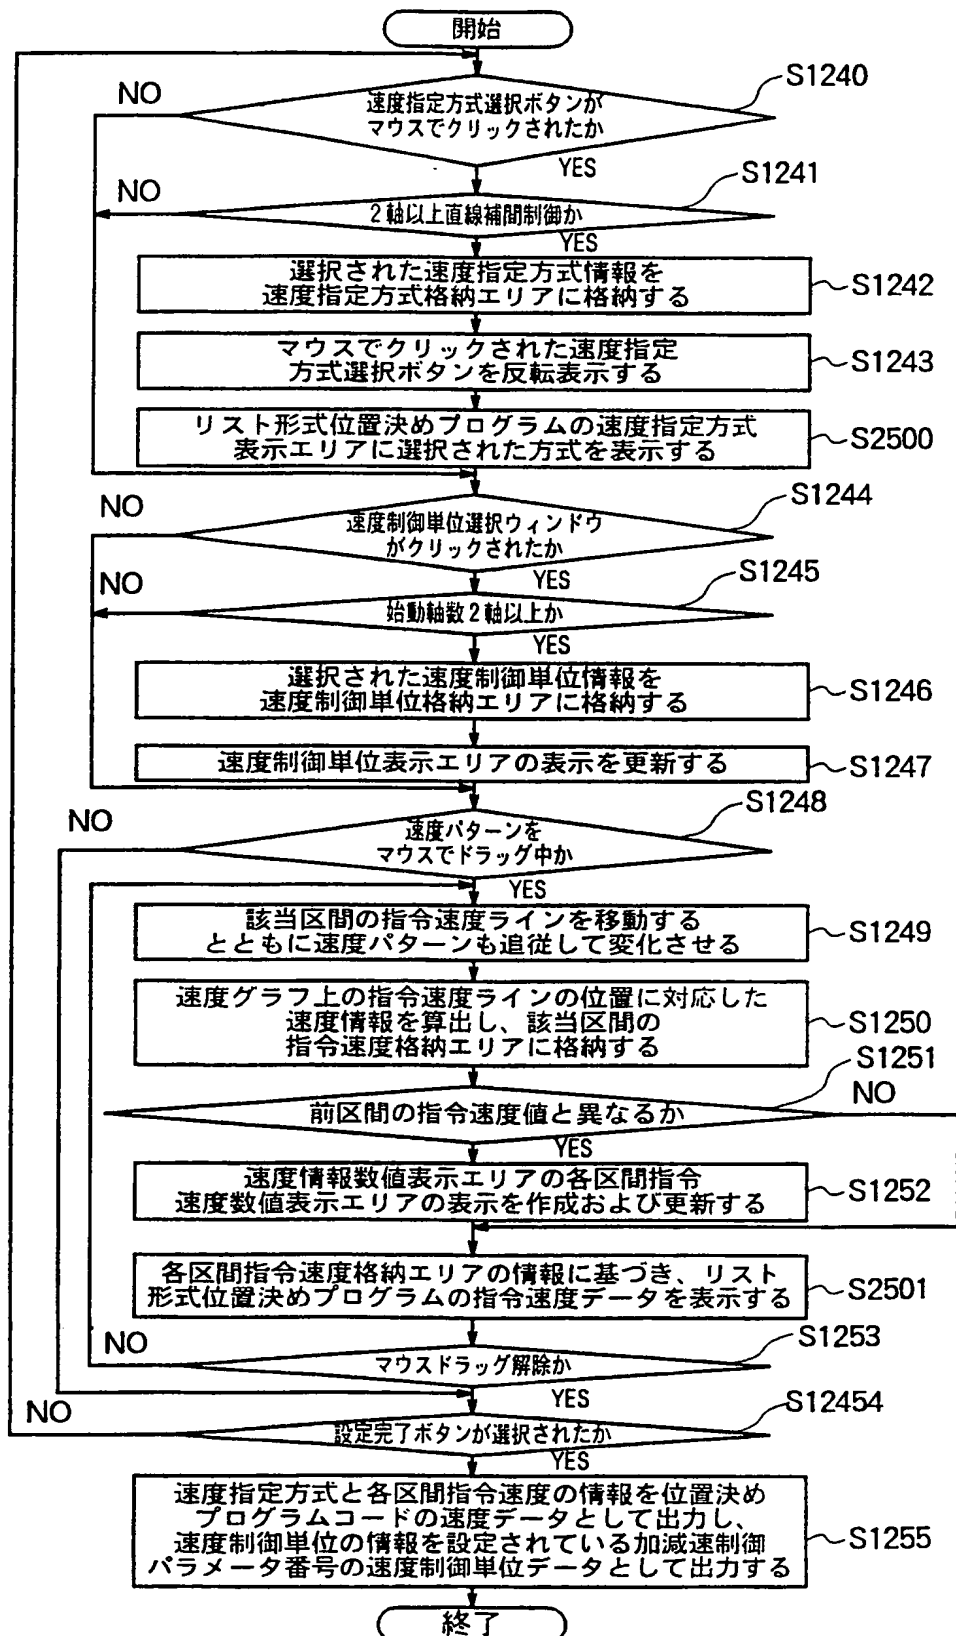 開始
S1240
NO
速度指定方式選択ボタンが
マウスでクリックされたか
YES
S1241
NO
2軸以上直線補間制御か
YES
選択された速度指定方式情報を
速度指定方式格納エリアに格納する
S1242
マウスでクリックされた速度指定
方式選択ボタンを反転表示する
S1243
リスト形式位置決めプログラムの速度指定方式
表示エリアに選択された方式を表示する
S2500
S1244
NO
速度制御単位選択ウィンドウ
がクリックされたか
YES
S1245
NO
始動軸数2軸以上か
YES
選択された速度制御単位情報を
速度制御単位格納エリアに格納する
S1246
速度制御単位表示エリアの表示を更新する
S1247
S1248
NO
速度パターンを
マウスでドラッグ中か
YES
該当区間の指令速度ラインを移動する
とともに速度パターンも追従して変化させる
S1249
速度グラフ上の指令速度ラインの位置に対応した
速度情報を算出し、該当区間の
指令速度格納エリアに格納する
S1250
S1251
前区間の指令速度値と異なるか
NO
YES
速度情報数値表示エリアの各区間指令
速度数値表示エリアの表示を作成および更新する
S1252
各区間指令速度格納エリアの情報に基づき、リスト
形式位置決めプログラムの指令速度データを表示する
S2501
S1253
NO
マウスドラッグ解除か
YES
S12454
NO
設定完了ボタンが選択されたか
YES
速度指定方式と各区間指令速度の情報を位置決め
プログラムコードの速度データとして出力し、
速度制御単位の情報を設定されている加減速制御
パラメータ番号の速度制御単位データとして出力する
S1255
終了